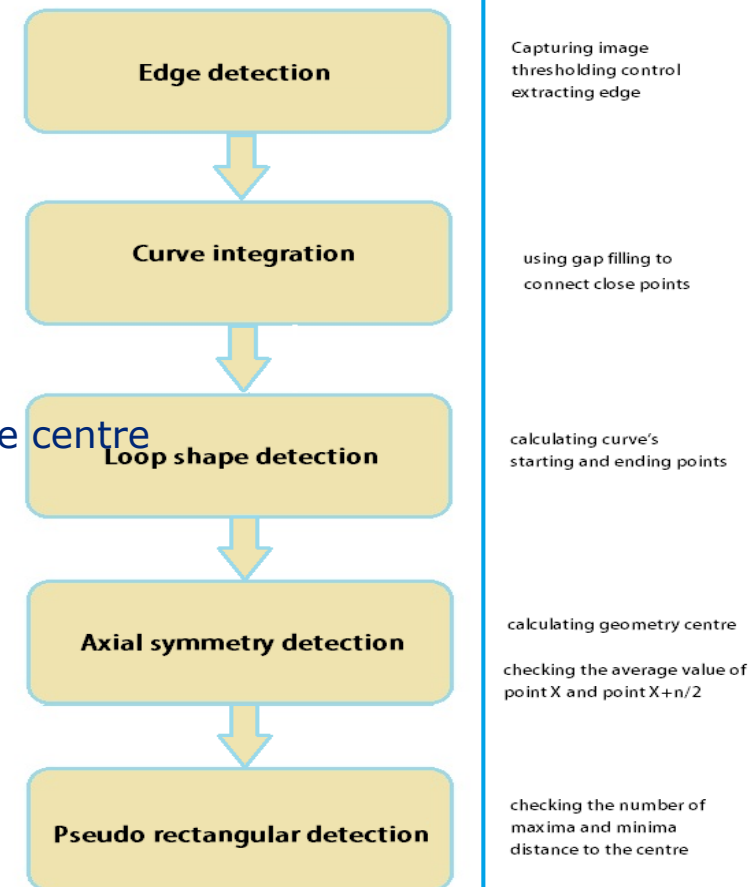 Edge detection
Capturing image
thresholding control
extracting edge
Curve integration
using gap filling to
connect close points
e centre
Loop shape detection
calculating curve's
starting and ending points
Axial symmetry detection
calculating geometry centre
checking the average value of
point X and point X+n/2
Pseudo rectangular detection
checking the number of
maxima and minima
distance to the centre